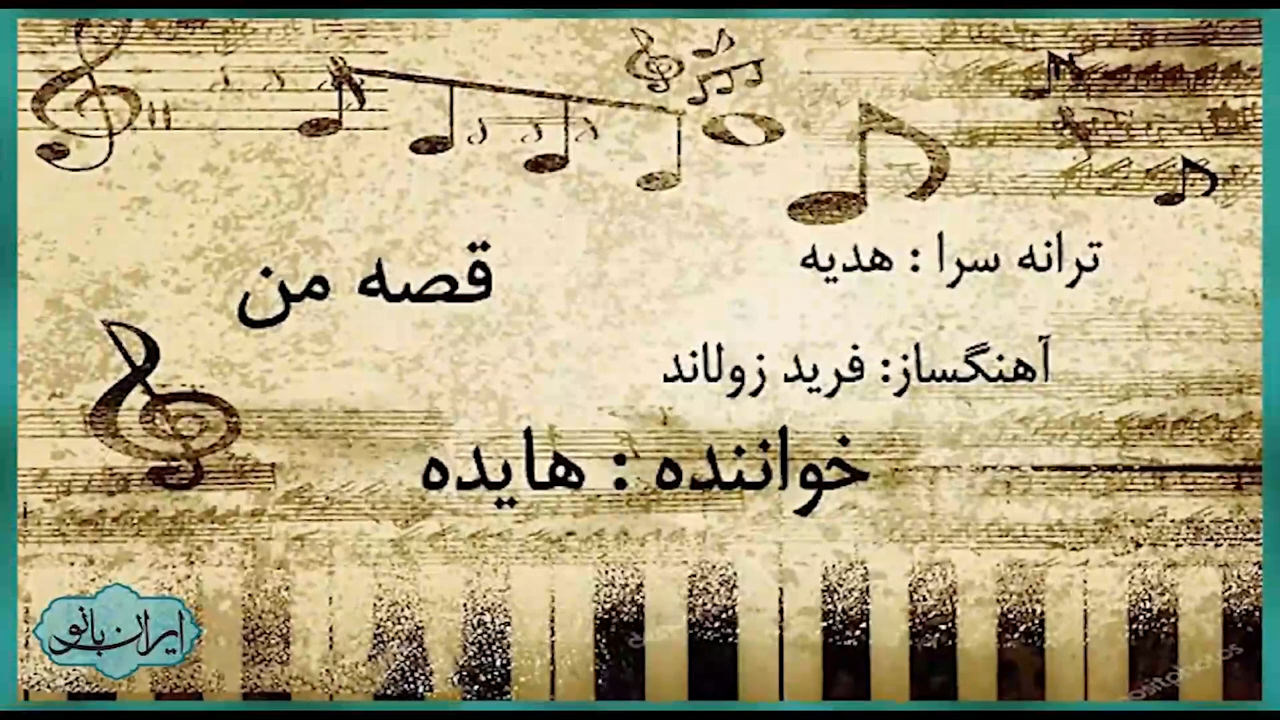 ترانه سرا : هدیه
قصه من
آهنگساز: فرید زولاند
خواننده : هایده
ایران بانو